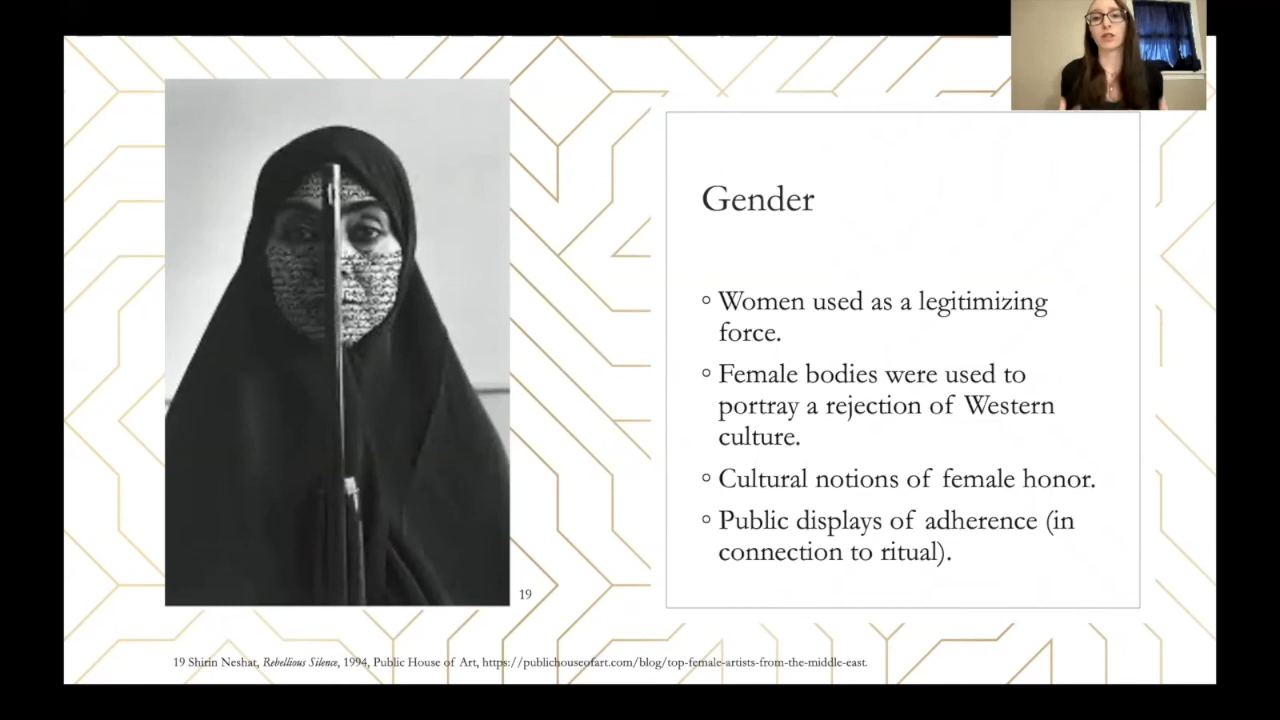 Gender
° Women used as a legitimizing
force.
° Female bodies were used to
portray a rejection of Western
culture.
° Cultural notions of female honor.
° Public displays of adherence (in
connection to ritual).
19
19 Shirin Neshat, Rebellious Silence, 1994, Public House of Art, https://publichouseofart.com/blog/top-female-artists-from-the-middle-east.